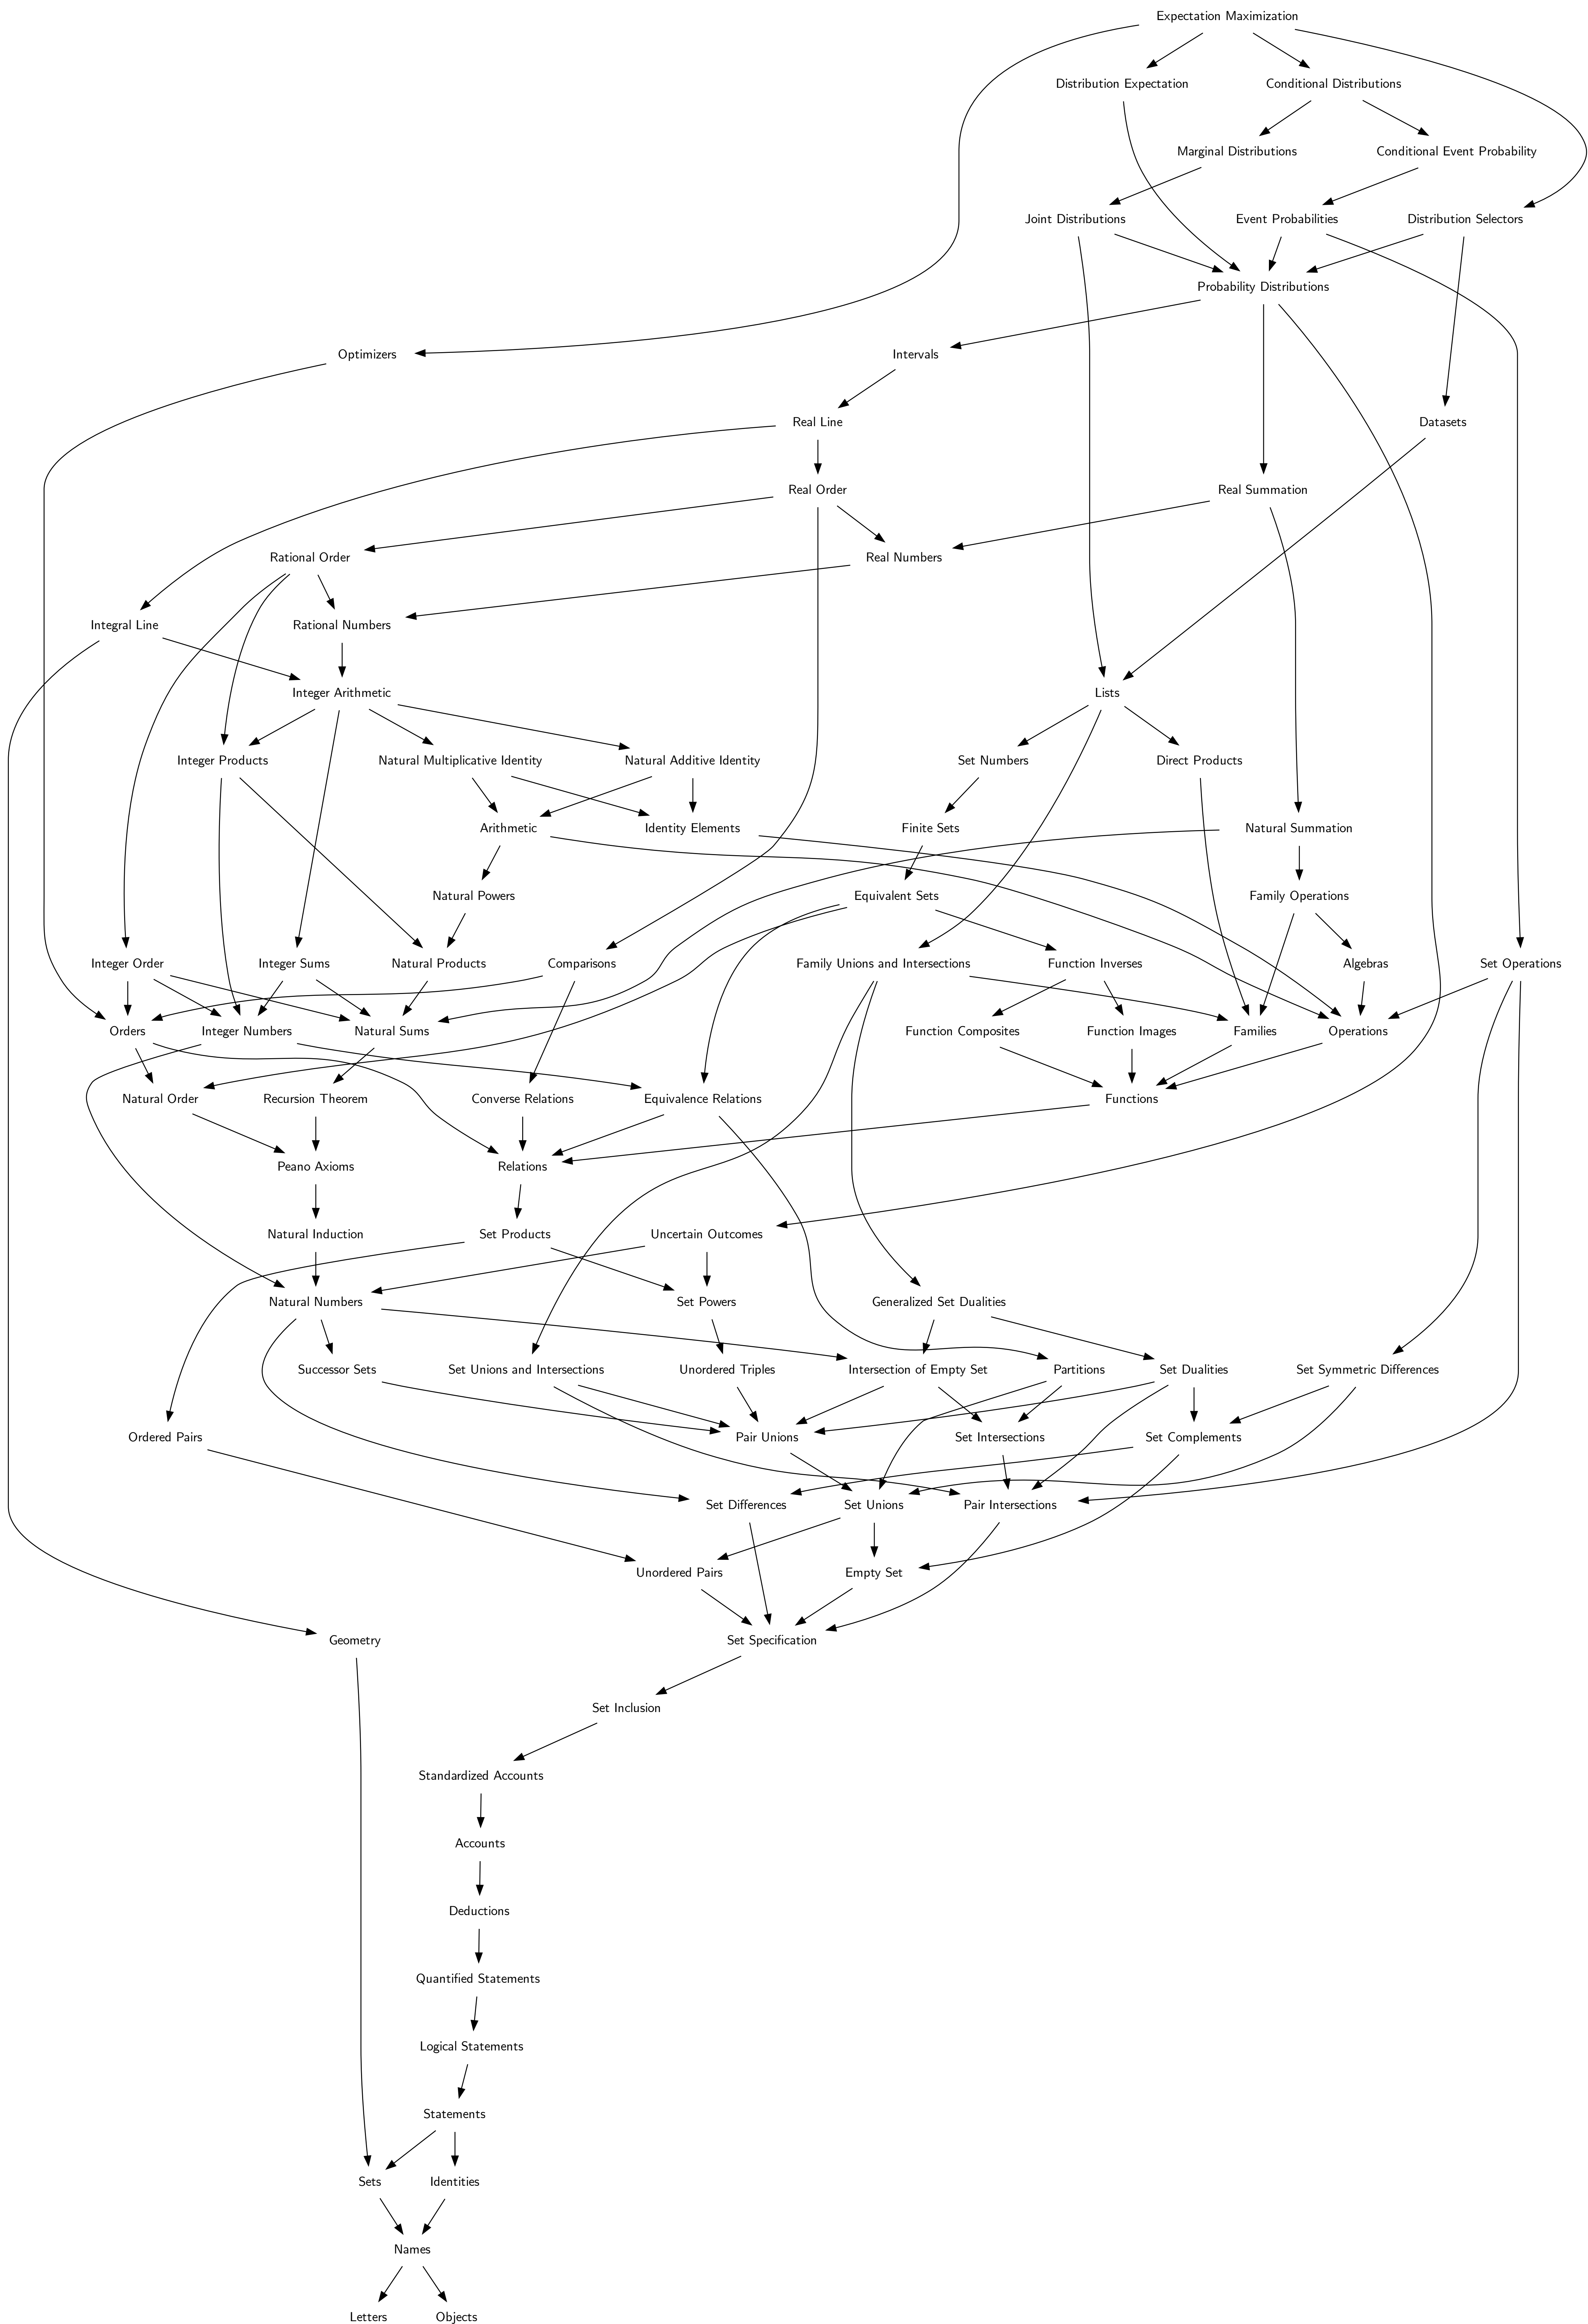 Expectation Maximization
Distribution Expectation
Conditional Distributions
Marginal Distributions
Conditional Event Probability
Joint Distributions
Event Probabilities
Distribution Selectors
Probability Distributions
Optimizers
Intervals
Real Line
Datasets
Real Order
Real Summation
Rational Order
Real Numbers
Integral Line
Rational Numbers
Integer Arithmetic
Lists
Integer Products
Natural Multiplicative Identity
Natural Additive Identity
Set Numbers
Direct Products
Arithmetic
Identity Elements
Finite Sets
Natural Summation
Natural Powers
Equivalent Sets
Family Operations
Integer Order
Integer Sums
Natural Products
Comparisons
Family Unions and Intersections
Function Inverses
Algebras
Set Operations
Orders
Integer Numbers
Natural Sums
Function Composites
Function Images
Families
Operations
Natural Order
Recursion Theorem
Converse Relations
Equivalence Relations
Functions
Peano Axioms
Relations
Natural Induction
Set Products
Uncertain Outcomes
Natural Numbers
Set Powers
Generalized Set Dualities
Successor Sets
Set Unions and Intersections
Unordered Triples
Intersection of Empty Set
Partitions
Set Dualities
Set Symmetric Differences
Ordered Pairs
Pair Unions
Set Intersections
Set Complements
Set Differences
Set Unions
Pair Intersections
Unordered Pairs
Empty Set
Geometry
Set Specification
Set Inclusion
Standardized Accounts
Accounts
Deductions
Quantified Statements
Logical Statements
Statements
Sets
Identities
Names
Letters
Objects